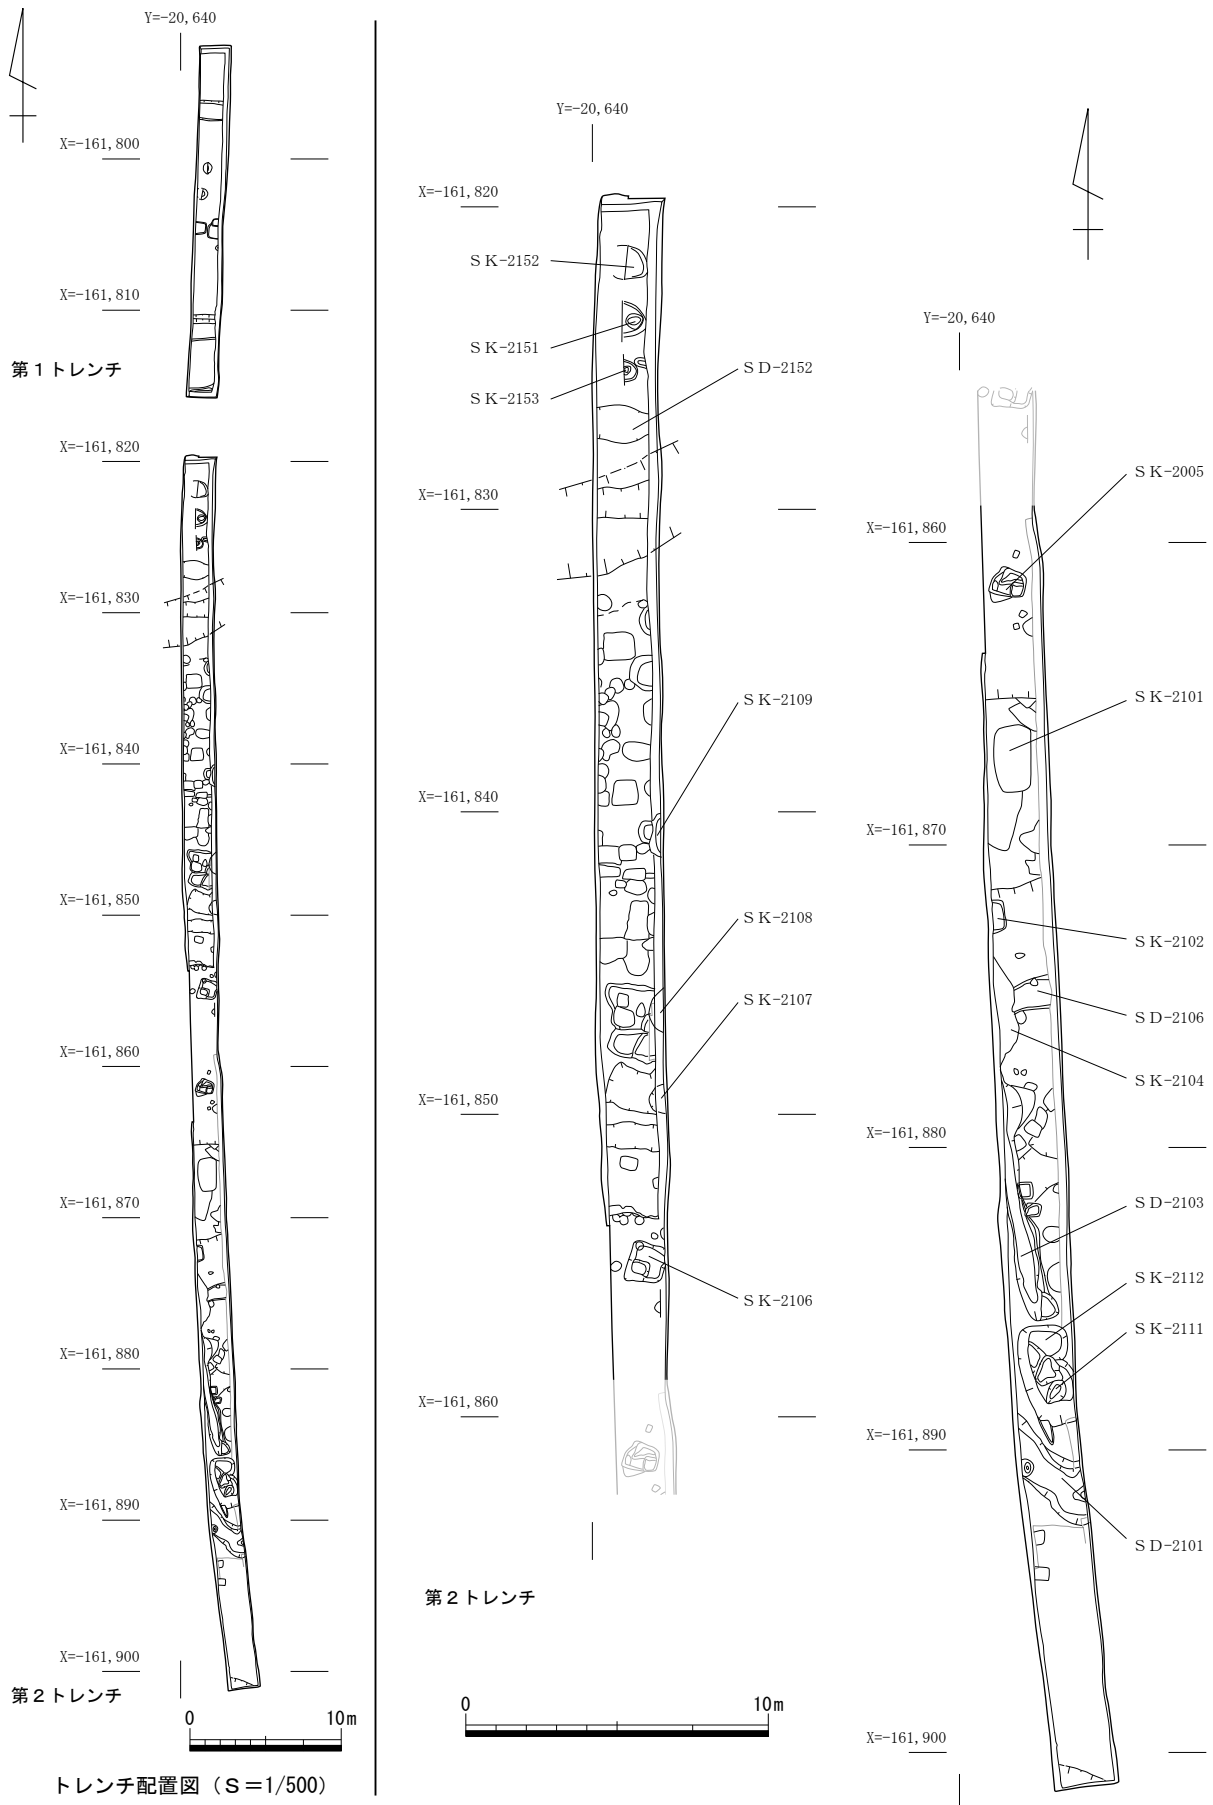 Y=-20,640
X=-161,800
X=-161,810
第1トレンチ
X=-161,820
X=-161,830
X=-161,840
X=-161,850
X=-161,860
X=-161,870
X=-161,880
X=-161,890
X=-161,900
第2トレンチ
0 10m
トレンチ配置図（S＝1/500）
Y=-20,640
X=-161,820
SK-2152
SK-2151
SD-2152
SK-2153
X=-161,830
SK-2109
X=-161,840
SK-2108
SK-2107
X=-161,850
SK-2106
X=-161,860
第2トレンチ
0 10m
Y=-20,640
SK-2005
X=-161,860
SK-2101
X=-161,870
SK-2102
SD-2106
SK-2104
X=-161,880
SD-2103
SK-2112
SK-2111
X=-161,890
SD-2101
X=-161,900